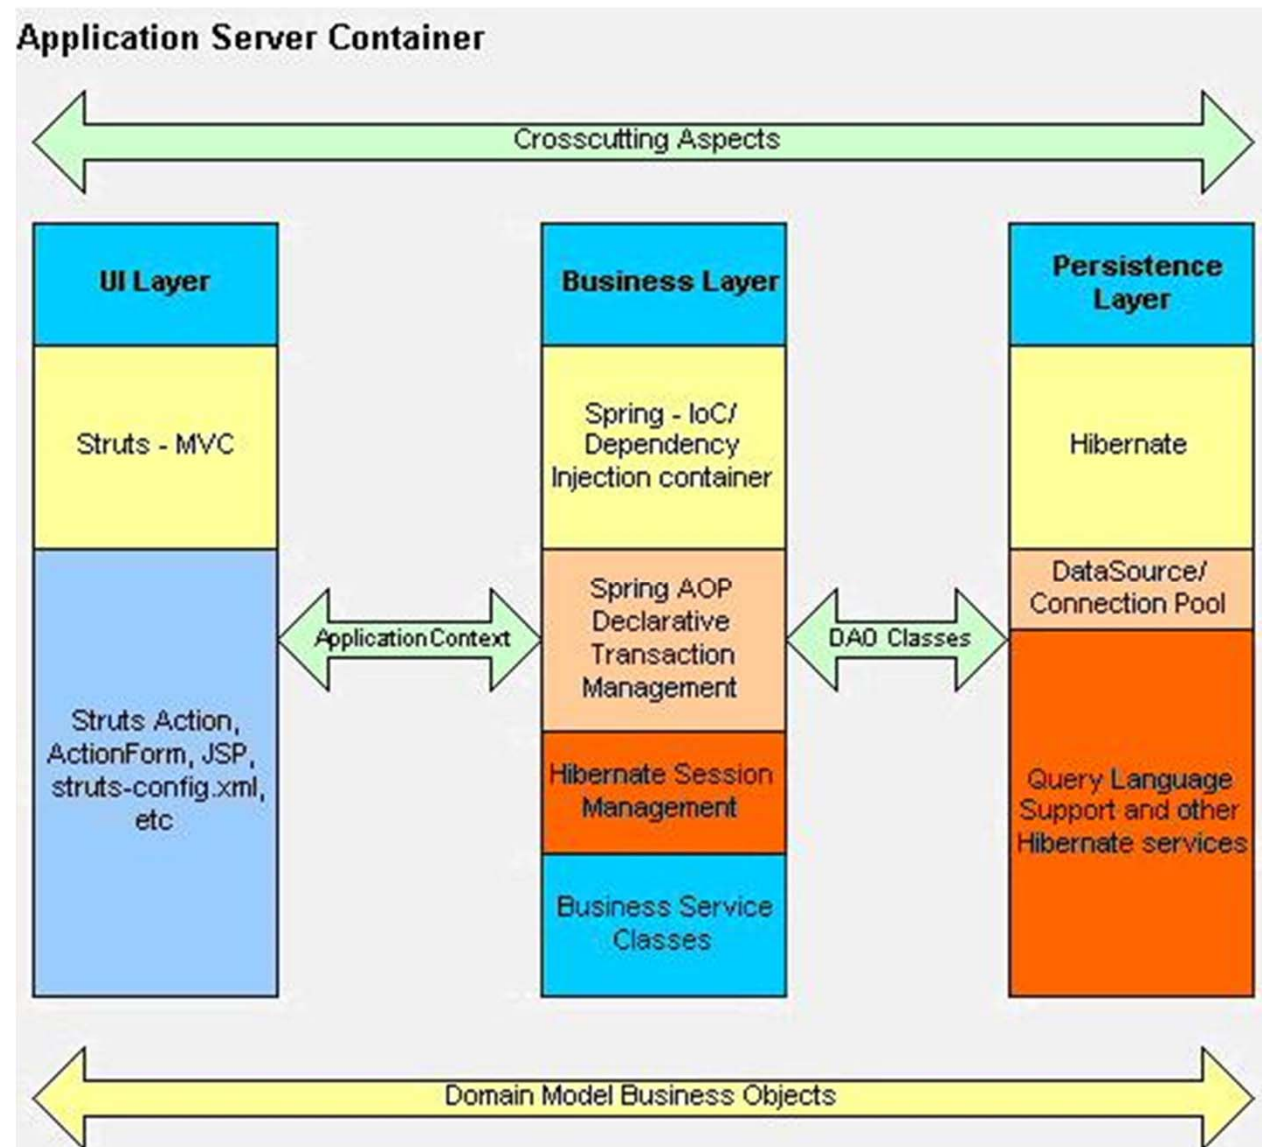 Application Server Container
Crosscutting Aspects
UI Layer
Struts - MVC
Struts Action,
ActionForm, JSP,
struts-config.xml,
etc
Application Context
Business Layer
Spring - IoC/
Dependency
Injection container
Spring AOP
Declarative
Transaction
Management
Hibernate Session
Management
Business Service
Classes
DAO Classes
Persistence
Layer
Hibernate
DataSource/
Connection Pool
Query Language
Support and other
Hibernate services
Domain Model Business Objects